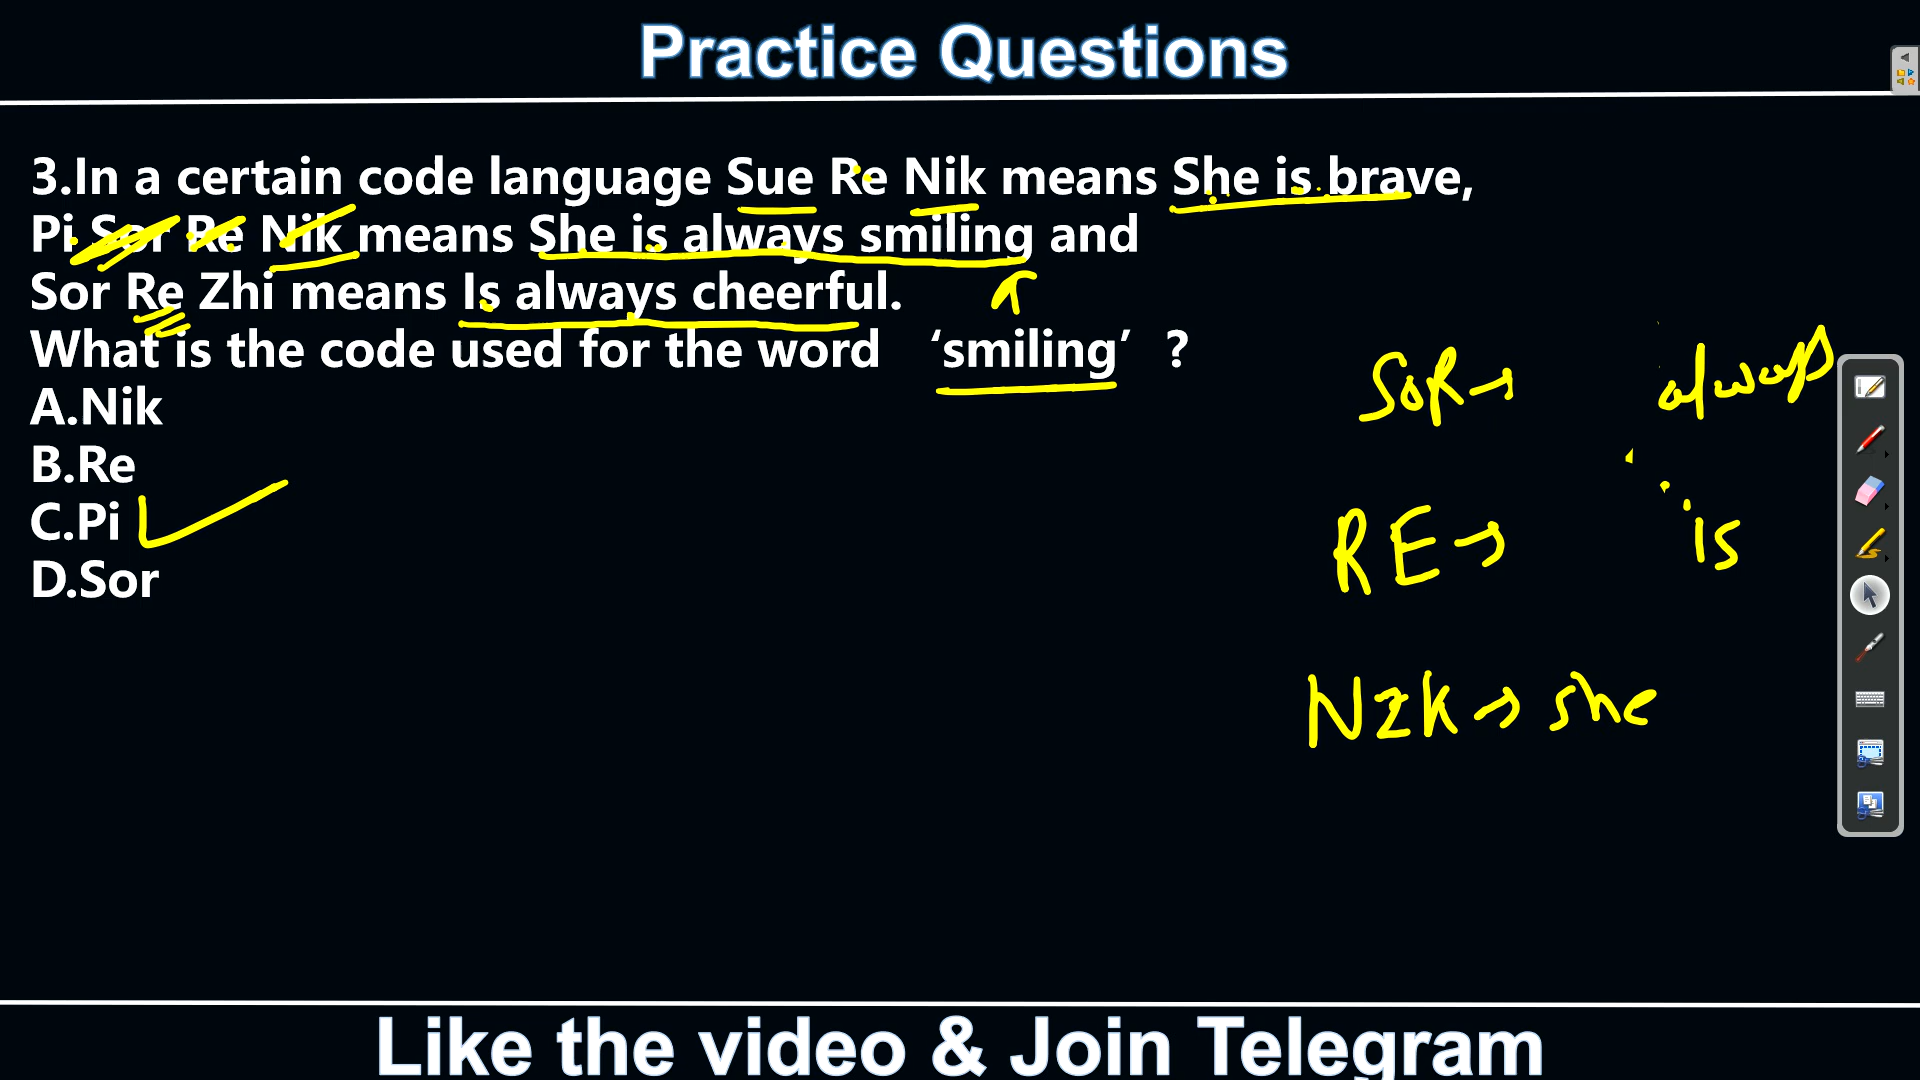 Practice Questions
3.In a certain code language Sue Re Nik means She is brave,
Pi Sor Re Nik means She is always smiling and
Sor Re Zhi means Is always cheerful.
What is the code used for the word ‘smiling’ ?
A.Nik
B.Re
C.Pi
D.Sor
SOR → always
RE → is
NIK → she
Like the video & Join Telegram